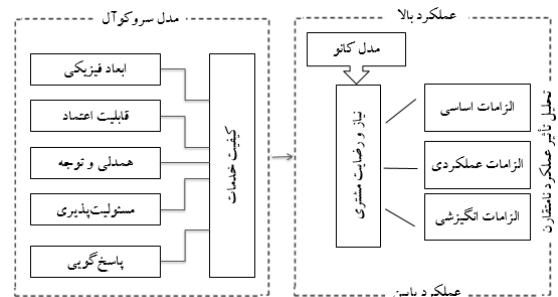 مدل سروکوآل
عملکرد بالا
مدل کانو
ابعاد فیزیکی
قابلیت اعتماد
همدلی و توجه
مسئولیت‌پذیری
پاسخ‌گویی
کیفیت خدمات
نیاز و رضایت مشتری
الزامات اساسی
الزامات عملکردی
الزامات انگیزشی
تحلیل تأثیر عملکرد نامتقارن
عملکرد پایین